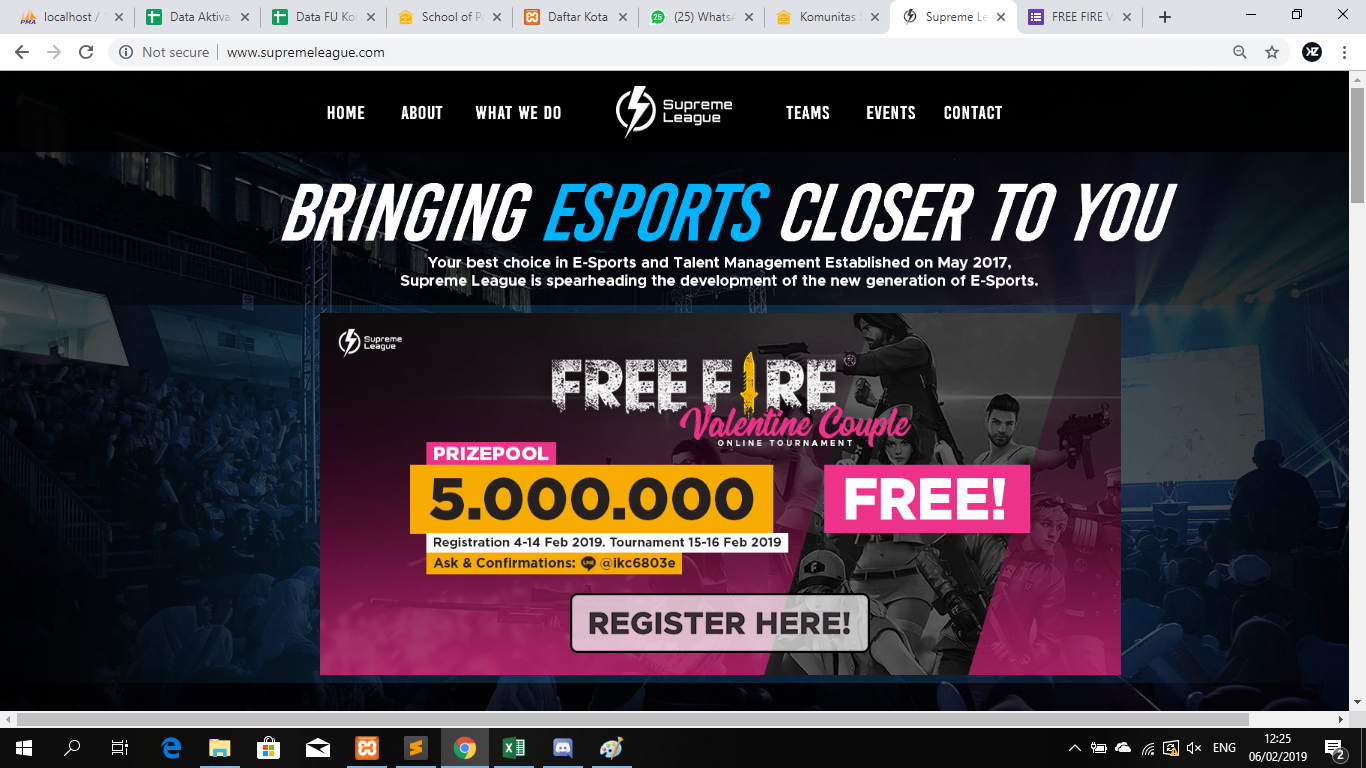 localhost /
Data Aktiva
Data FU Ko
School of P
Daftar Kota
(25) Whats
Komunitas
Supreme Le
FREE FIRE V
Not secure
www.supremeleague.com
HOME
ABOUT
WHAT WE DO
Supreme
League
TEAMS
EVENTS
CONTACT
BRINGING ESPORTS CLOSER TO YOU
Your best choice in E-Sports and Talent Management Established on May 2017,
Supreme League is spearheading the development of the new generation of E-Sports.
Supreme
League
FREE FIRE
Valentine Couple
ONLINE TOURNAMENT
PRIZEPOOL
5.000.000
FREE!
Registration 4-14 Feb 2019. Tournament 15-16 Feb 2019
Ask & Confirmations: LINE @ikc6803e
REGISTER HERE!
ENG
12:25
06/02/2019
2